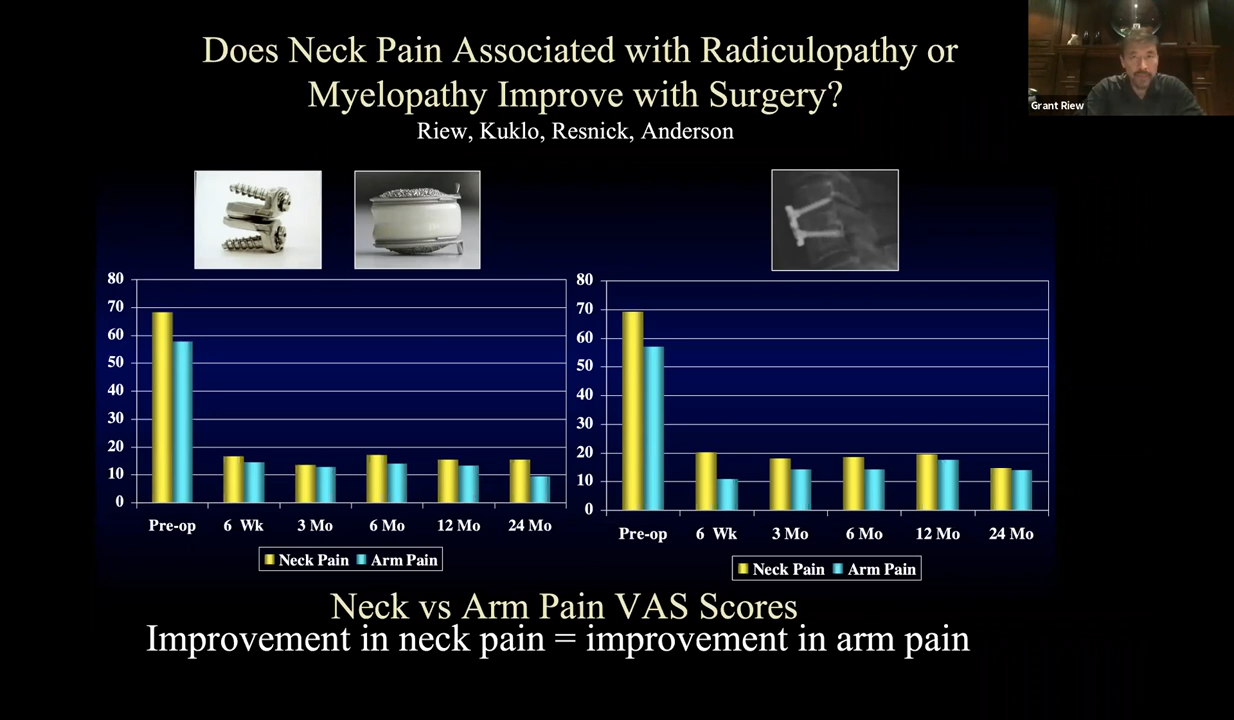 Does Neck Pain Associated with Radiculopathy or
Myelopathy Improve with Surgery?
Riew, Kuklo, Resnick, Anderson
Grant Riew
80
70
60
50
40
30
20
10
0
Pre-op 6 Wk 3 Mo 6 Mo 12 Mo 24 Mo
Neck Pain Arm Pain
80
70
60
50
40
30
20
10
0
Pre-op 6 Wk 3 Mo 6 Mo 12 Mo 24 Mo
Neck Pain Arm Pain
Neck vs Arm Pain VAS Scores
Improvement in neck pain = improvement in arm pain